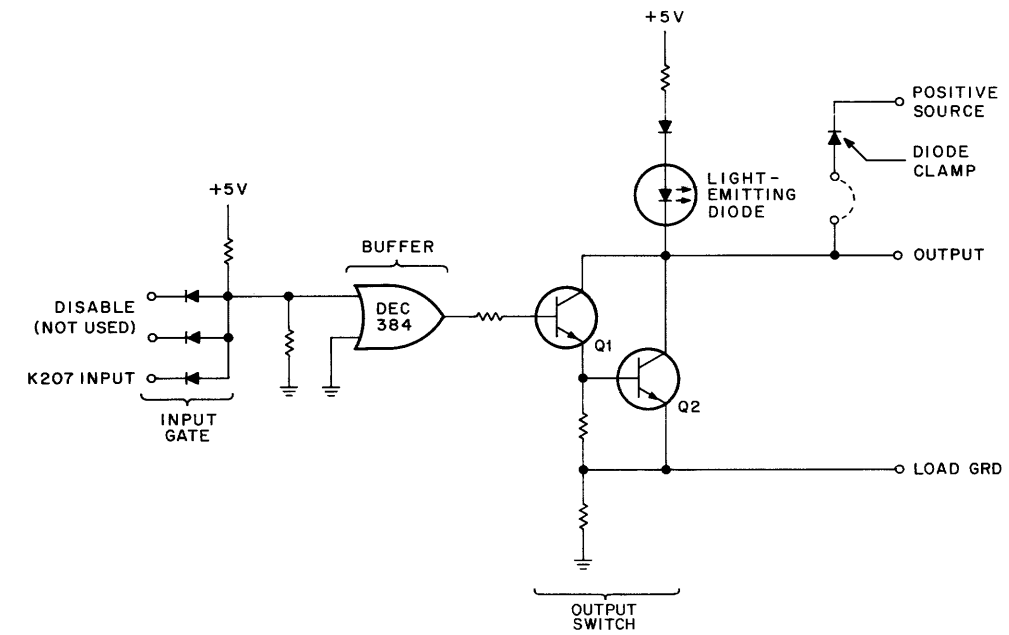 +5V
POSITIVE
SOURCE
DIODE
CLAMP
LIGHT-
EMITTING
DIODE
+5V
BUFFER
OUTPUT
DISABLE
(NOT USED)
DEC
384
Q1
K207 INPUT
Q2
INPUT
GATE
LOAD GRD
OUTPUT
SWITCH